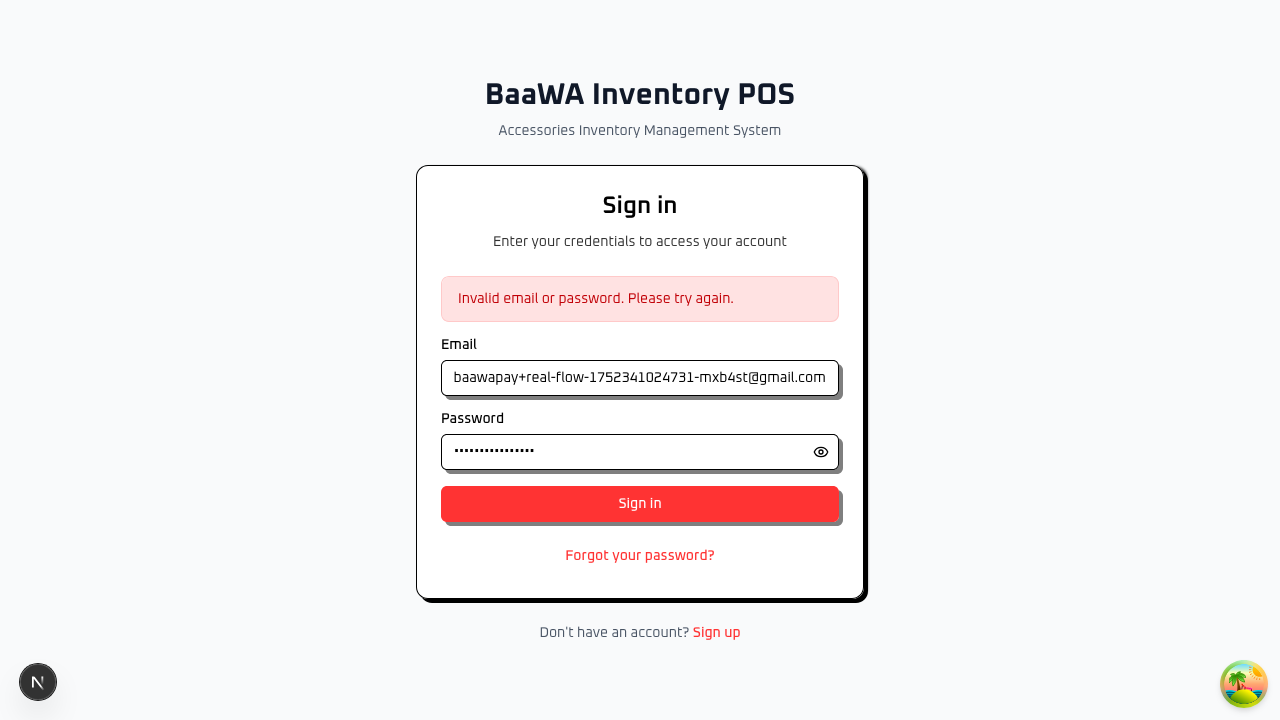 BaaWA Inventory POS
Accessories Inventory Management System
Sign in
Enter your credentials to access your account
Invalid email or password. Please try again.
Email
baawapay+real-flow-1752341024731-mxb4st@gmail.com
Password
••••••••••••••••
Sign in
Forgot your password?
Don't have an account? Sign up
N